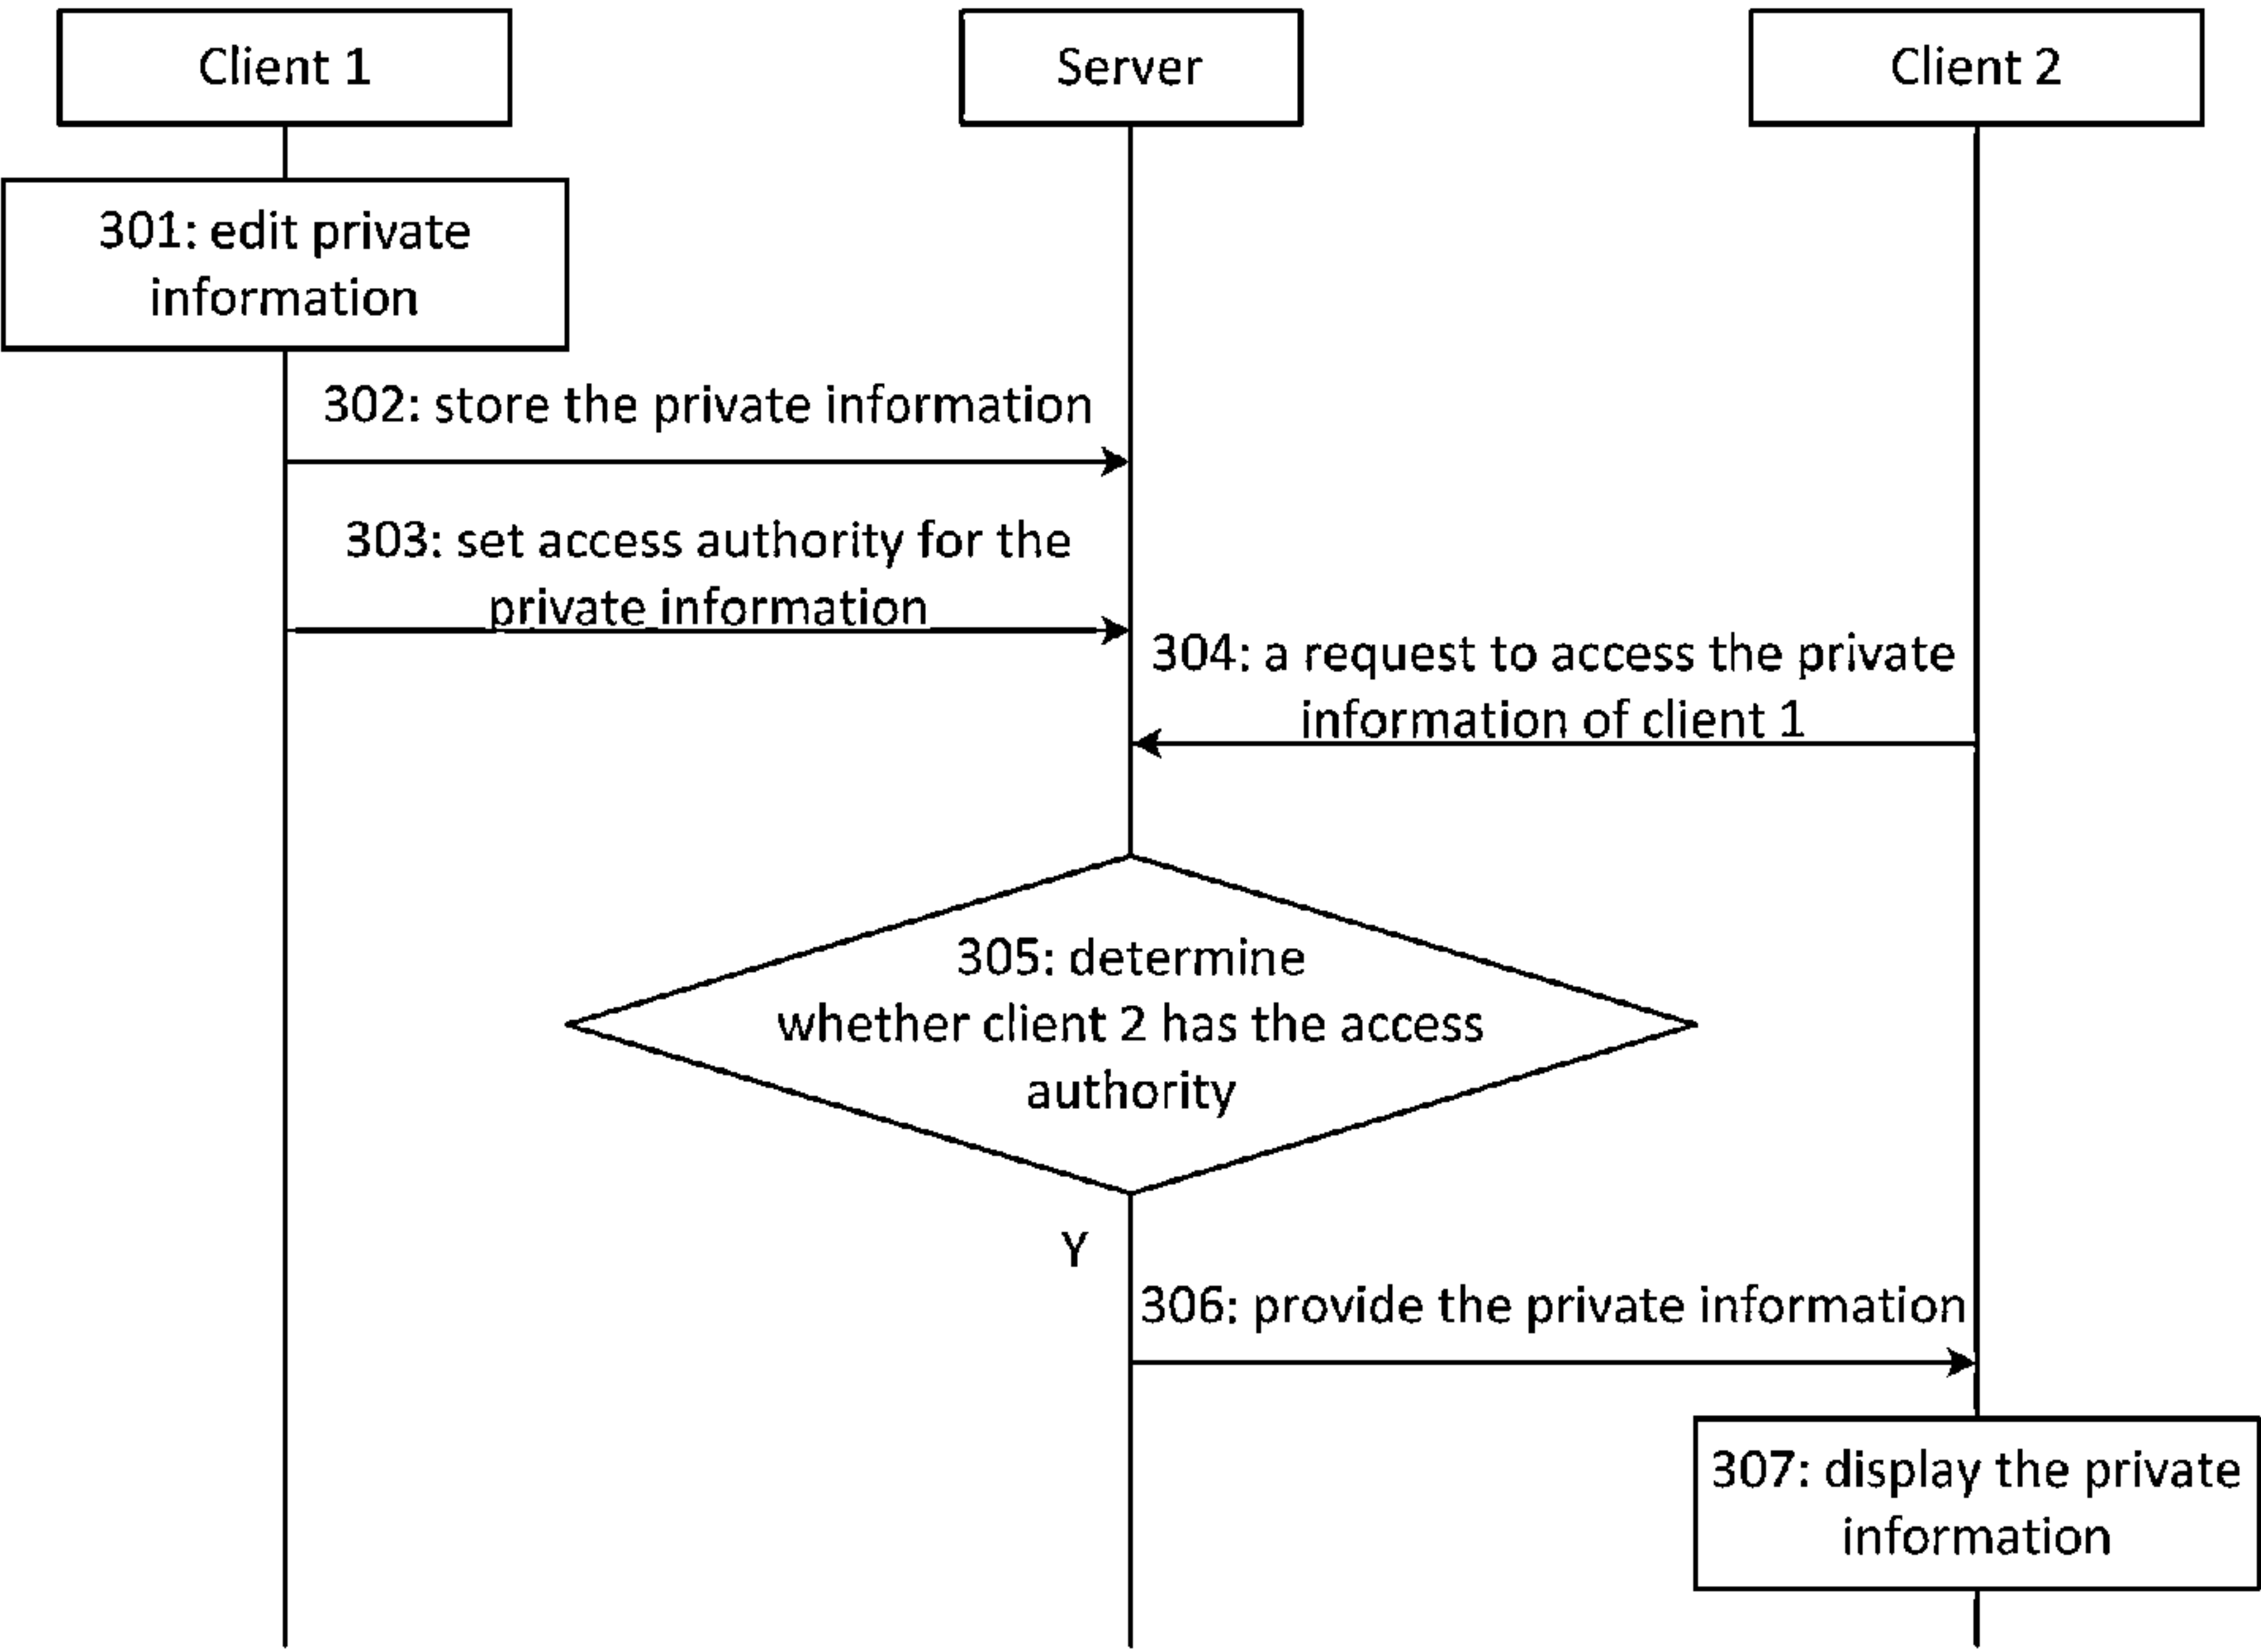 Client 1
Server
Client 2
301: edit private
information
302: store the private information
303: set access authority for the
private information
304: a request to access the private
information of client 1
305: determine
whether client 2 has the access
authority
Y
306: provide the private information
307: display the private
information